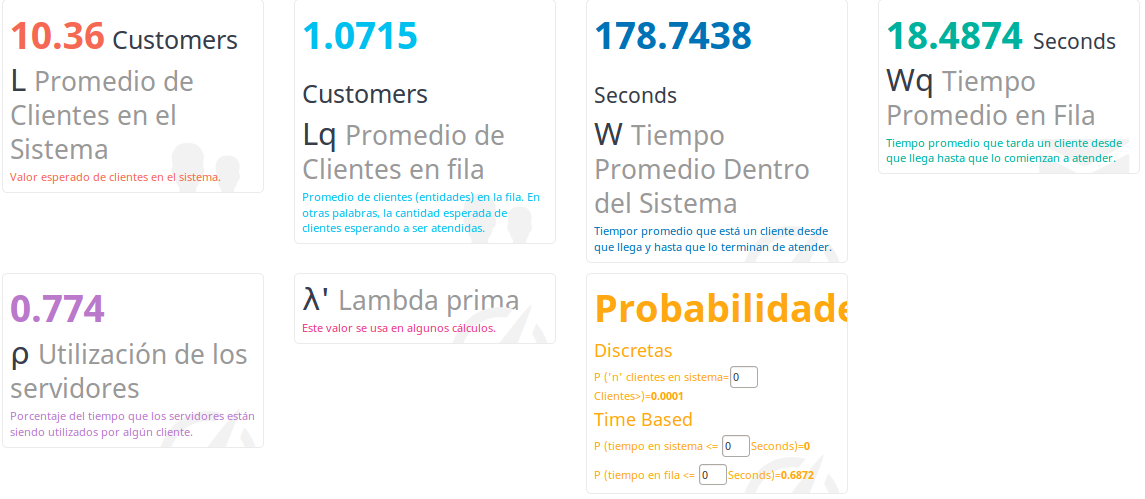 10.36 Customers
L Promedio de
Clientes en el
Sistema
Valor esperado de clientes en el sistema.
1.0715
Customers
Lq Promedio de
Clientes en fila
Promedio de clientes (entidades) en la fila. En
otras palabras, la cantidad esperada de
clientes esperando a ser atendidas.
178.7438
Seconds
W Tiempo
Promedio Dentro
del Sistema
Tiempor promedio que está un cliente desde
que llega y hasta que lo terminan de atender.
18.4874 Seconds
Wq Tiempo
Promedio en Fila
Tiempo promedio que tarda un cliente desde
que llega hasta que lo comienzan a atender.
0.774
ρ Utilización de los
servidores
Porcentaje del tiempo que los servidores están
siendo utilizados por algún cliente.
λ' Lambda prima
Este valor se usa en algunos cálculos.
Probabilidade
Discretas
P ('n' clientes en sistema= 0
Clientes>)=0.0001
Time Based
P (tiempo en sistema <= 0 Seconds)=0
P (tiempo en fila <= 0 Seconds)=0.6872